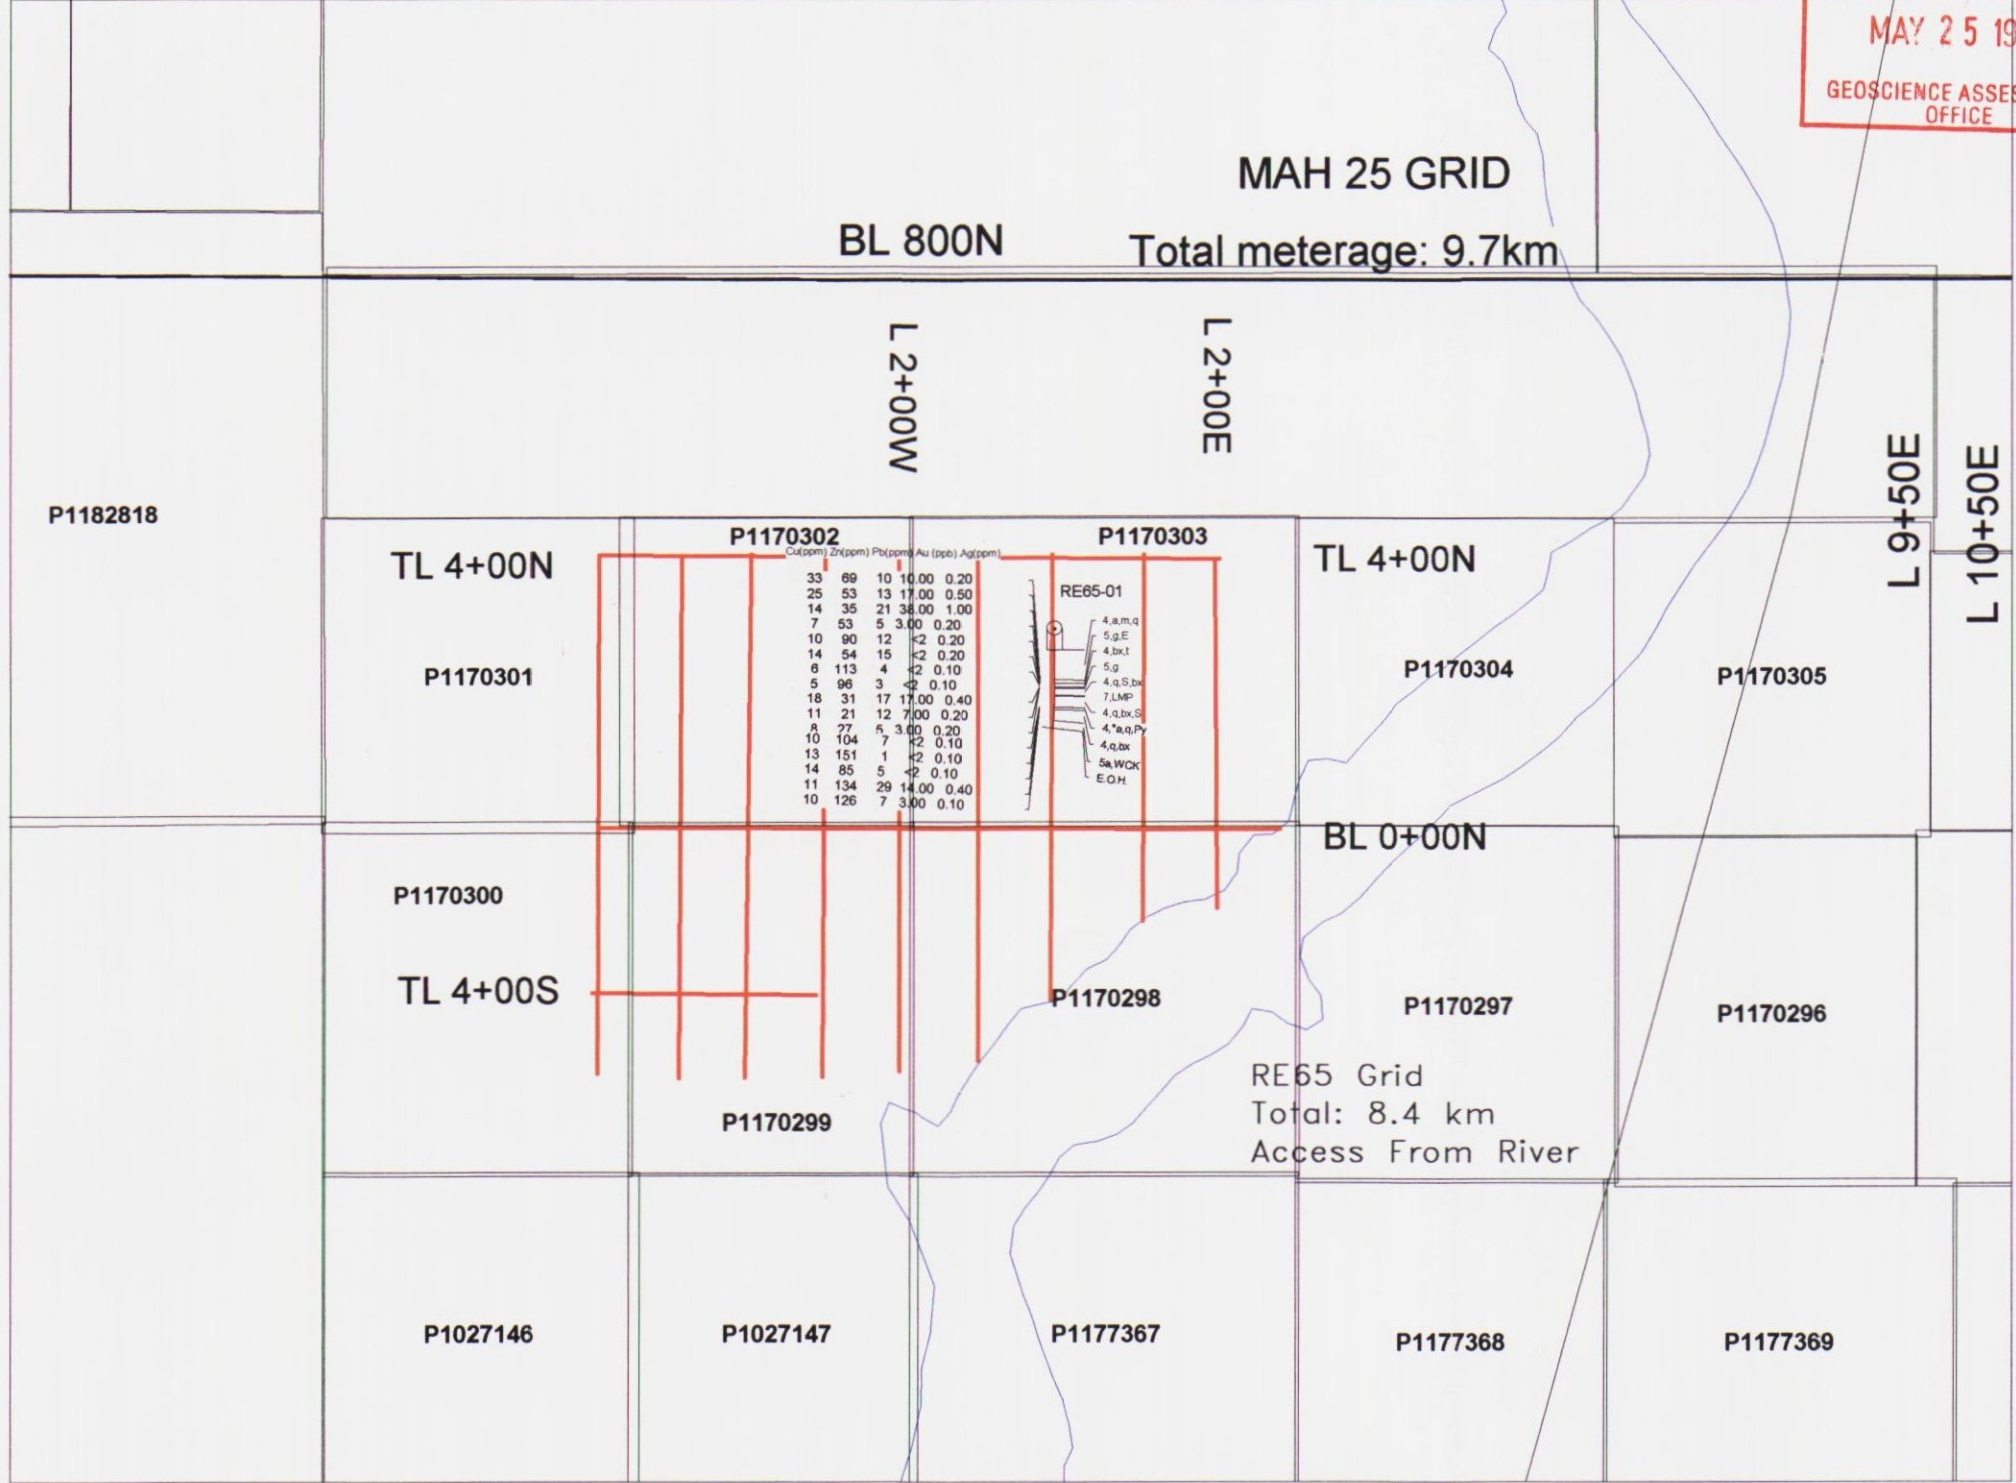 MAY 25 19
GEOSCIENCE ASSES
OFFICE
MAH 25 GRID
BL 800N
Total meterage: 9.7km
L 2+00W
L 2+00E
L 9+50E
L 10+50E
P1182818
P1170302
P1170303
TL 4+00N
TL 4+00N
Cu(ppm) Zn(ppm) Pb(ppm) Au (ppb) Ag(ppm)
33 69 10 10.00 0.20
25 53 13 17.00 0.50
14 35 21 38.00 1.00
7 53 5 3.00 0.20
10 90 12 <2 0.20
14 54 15 <2 0.20
6 113 4 <2 0.10
5 96 3 <2 0.10
18 31 17 17.00 0.40
11 21 12 7.00 0.20
8 27 5 3.00 0.20
10 104 7 <2 0.10
13 151 1 <2 0.10
14 85 5 <2 0.10
11 134 29 14.00 0.40
10 126 7 3.00 0.10
RE65-01
4,a,m,q
5,g,E
4,bx,t
5,g
4,q,S,bx
7,LMP
4,q,bx,S
4,*a,q,Py
4,q,bx
5a,WCK
E.O.H.
P1170301
P1170304
P1170305
BL 0+00N
P1170300
TL 4+00S
P1170298
P1170297
P1170296
RE65 Grid
Total: 8.4 km
Access From River
P1170299
P1027146
P1027147
P1177367
P1177368
P1177369